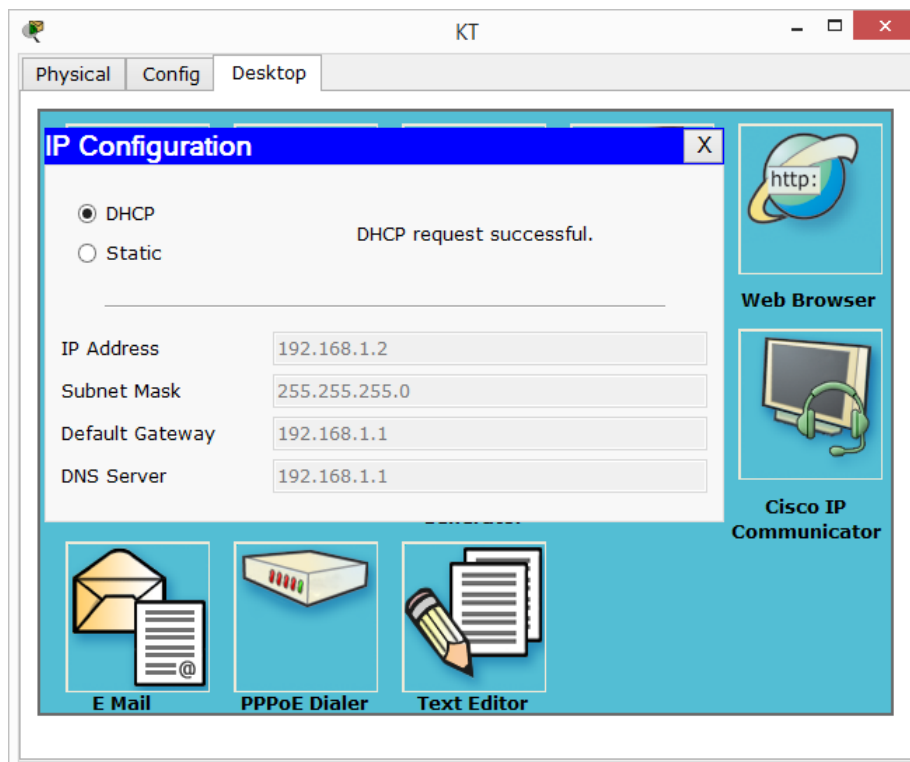 KT
Physical Config Desktop
IP Configuration X
DHCP
Static
DHCP request successful.
IP Address 192.168.1.2
Subnet Mask 255.255.255.0
Default Gateway 192.168.1.1
DNS Server 192.168.1.1
http:
Web Browser
Cisco IP
Communicator
@
E Mail
PPPoE Dialer
Text Editor